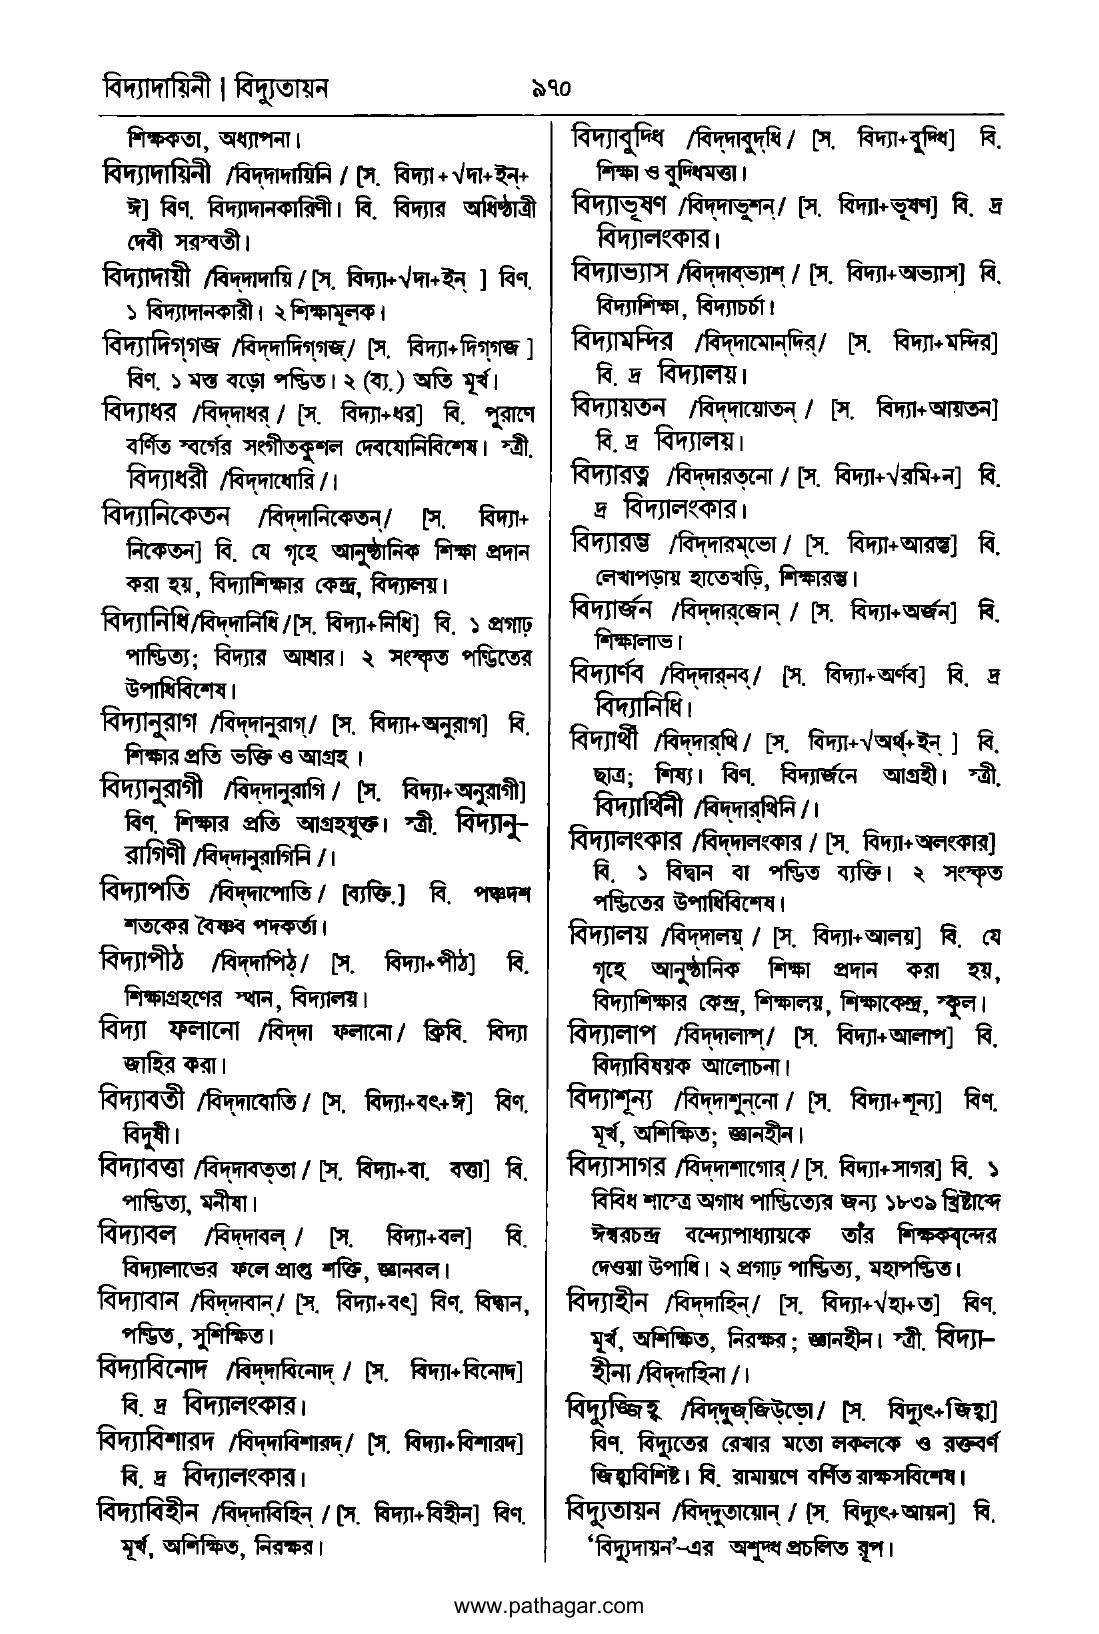 বিদ্যাদায়িনী | বিদ্যুতায়ন
৯৭০
শিক্ষকতা, অধ্যাপনা।
বিদ্যাদায়িনী /বিদ্‌দাদায়িনি / [স. বিদ্যা+√দা+ইন্+
ঈ] বিণ. বিদ্যাদানকারিণী। বি. বিদ্যার অধিষ্ঠাত্রী
দেবী সরস্বতী।
বিদ্যাদায়ী /বিদ্‌দাদায়ি / [স. বিদ্যা+√দা+ইন্ ] বিণ.
১ বিদ্যাদানকারী। ২ শিক্ষামূলক।
বিদ্যাদিগ্‌গজ /বিদ্‌দাদিগ্‌গজ্/ [স. বিদ্যা+দিগ্‌গজ ]
বিণ. ১ মস্ত বড়ো পণ্ডিত। ২ (ব্য.) অতি মূর্খ।
বিদ্যাধর /বিদ্‌দাধর্ / [স. বিদ্যা+ধর] বি. পুরাণে
বর্ণিত স্বর্গের সংগীতকুশল দেবযোনিবিশেষ। স্ত্রী.
বিদ্যাধরী /বিদ্‌দাধোরি /।
বিদ্যানিকেতন /বিদ্‌দানিকেতন্/ [স. বিদ্যা+
নিকেতন] বি. যে গৃহে আনুষ্ঠানিক শিক্ষা প্রদান
করা হয়, বিদ্যাশিক্ষার কেন্দ্র, বিদ্যালয়।
বিদ্যানিধি/বিদ্‌দানিধি /[স. বিদ্যা+নিধি] বি. ১ প্রগাঢ়
পাণ্ডিত্য; বিদ্যার আধার। ২ সংস্কৃত পণ্ডিতের
উপাধিবিশেষ।
বিদ্যানুরাগ /বিদ্‌দানুরাগ্/ [স. বিদ্যা+অনুরাগ] বি.
শিক্ষার প্রতি ভক্তি ও আগ্রহ ।
বিদ্যানুরাগী /বিদ্‌দানুরাগি / [স. বিদ্যা+অনুরাগী]
বিণ. শিক্ষার প্রতি আগ্রহযুক্ত। স্ত্রী. বিদ্যানু-
রাগিণী /বিদ্‌দানুরাগিনি /।
বিদ্যাপতি /বিদ্‌দাপোতি / [ব্যক্তি.] বি. পঞ্চদশ
শতকের বৈষ্ণব পদকর্তা।
বিদ্যাপীঠ /বিদ্‌দাপিঠ্/ [স. বিদ্যা+পীঠ] বি.
শিক্ষাগ্রহণের স্থান, বিদ্যালয়।
বিদ্যা ফলানো /বিদ্‌দা ফলানো / ক্রিবি. বিদ্যা
জাহির করা।
বিদ্যাবতী /বিদ্‌দাবোতি / [স. বিদ্যা+বৎ+ঈ] বিণ.
বিদুষী।
বিদ্যাবত্তা /বিদ্‌দাবত্‌তা / [স. বিদ্যা+বা. বত্তা] বি.
পাণ্ডিত্য, মনীষা।
বিদ্যাবল /বিদ্‌দাবল্ / [স. বিদ্যা+বল] বি.
বিদ্যালাভের ফলে প্রাপ্ত শক্তি, জ্ঞানবল।
বিদ্যাবান /বিদ্‌দাবান্/ [স. বিদ্যা+বৎ] বিণ. বিদ্বান,
পণ্ডিত, সুশিক্ষিত।
বিদ্যাবিনোদ /বিদ্‌দাবিনোদ্ / [স. বিদ্যা+বিনোদ]
বি. দ্র বিদ্যালংকার।
বিদ্যাবিশারদ /বিদ্‌দাবিশারদ্/ [স. বিদ্যা+বিশারদ]
বি. দ্র বিদ্যালংকার।
বিদ্যাবিহীন /বিদ্‌দাবিহিন্ / [স. বিদ্যা+বিহীন] বিণ.
মূর্খ, অশিক্ষিত, নিরক্ষর।
বিদ্যাবুদ্ধি /বিদ্‌দাবুদ্‌ধি / [স. বিদ্যা+বুদ্ধি] বি.
শিক্ষা ও বুদ্ধিমত্তা।
বিদ্যাভূষণ /বিদ্‌দাভুশন্/ [স. বিদ্যা+ভূষণ] বি. দ্র
বিদ্যালংকার।
বিদ্যাভ্যাস /বিদ্‌দাব্‌ভ্যাশ্ / [স. বিদ্যা+অভ্যাস] বি.
বিদ্যাশিক্ষা, বিদ্যাচর্চা।
বিদ্যামন্দির /বিদ্‌দামোন্‌দির্/ [স. বিদ্যা+মন্দির]
বি. দ্র বিদ্যালয়।
বিদ্যায়তন /বিদ্‌দায়োতন্ / [স. বিদ্যা+আয়তন]
বি. দ্র বিদ্যালয়।
বিদ্যারত্ন /বিদ্‌দারত্‌নো / [স. বিদ্যা+√রমি+ন] বি.
দ্র বিদ্যালংকার।
বিদ্যারম্ভ /বিদ্‌দারম্‌ভো / [স. বিদ্যা+আরম্ভ] বি.
লেখাপড়ায় হাতেখড়ি, শিক্ষারম্ভ।
বিদ্যার্জন /বিদ্‌দার্‌জোন্ / [স. বিদ্যা+অর্জন] বি.
শিক্ষালাভ।
বিদ্যার্ণব /বিদ্‌দার্‌নব্/ [স. বিদ্যা+অর্ণব] বি. দ্র
বিদ্যানিধি।
বিদ্যার্থী /বিদ্‌দার্‌থি / [স. বিদ্যা+√অর্থ্+ইন্ ] বি.
ছাত্র; শিষ্য। বিণ. বিদ্যার্জনে আগ্রহী। স্ত্রী.
বিদ্যার্থিনী /বিদ্‌দার্‌থিনি /।
বিদ্যালংকার /বিদ্‌দালংকার / [স. বিদ্যা+অলংকার]
বি. ১ বিদ্বান বা পণ্ডিত ব্যক্তি। ২ সংস্কৃত
পণ্ডিতের উপাধিবিশেষ।
বিদ্যালয় /বিদ্‌দালয়্ / [স. বিদ্যা+আলয়] বি. যে
গৃহে আনুষ্ঠানিক শিক্ষা প্রদান করা হয়,
বিদ্যাশিক্ষার কেন্দ্র, শিক্ষালয়, শিক্ষাকেন্দ্র, স্কুল।
বিদ্যালাপ /বিদ্‌দালাপ্/ [স. বিদ্যা+আলাপ] বি.
বিদ্যাবিষয়ক আলোচনা।
বিদ্যাশূন্য /বিদ্‌দাশুন্‌নো / [স. বিদ্যা+শূন্য] বিণ.
মূর্খ, অশিক্ষিত; জ্ঞানহীন।
বিদ্যাসাগর /বিদ্‌দাশাগোর্ / [স. বিদ্যা+সাগর] বি. ১
বিবিধ শাস্ত্রে অগাধ পাণ্ডিত্যের জন্য ১৮৩৯ খ্রিষ্টাব্দে
ঈশ্বরচন্দ্র বন্দ্যোপাধ্যায়কে তাঁর শিক্ষকবৃন্দের
দেওয়া উপাধি। ২ প্রগাঢ় পাণ্ডিত্য, মহাপণ্ডিত।
বিদ্যাহীন /বিদ্‌দাহিন্/ [স. বিদ্যা+√হা+ত] বিণ.
মূর্খ, অশিক্ষিত, নিরক্ষর; জ্ঞানহীন। স্ত্রী. বিদ্যা-
হীনা /বিদ্‌দাহিনা /।
বিদ্যুজ্জিহ্ব /বিদ্‌দুজ্‌জিউ্‌ভো/ [স. বিদ্যুৎ+জিহ্বা]
বিণ. বিদ্যুতের রেখার মতো লকলকে ও রক্তবর্ণ
জিহ্বাবিশিষ্ট। বি. রামায়ণে বর্ণিত রাক্ষসবিশেষ।
বিদ্যুতায়ন /বিদ্‌দুতায়োন্ / [স. বিদ্যুৎ+আয়ন] বি.
‘বিদ্যুদায়ন’-এর অশুদ্ধ প্রচলিত রূপ।
www.pathagar.com